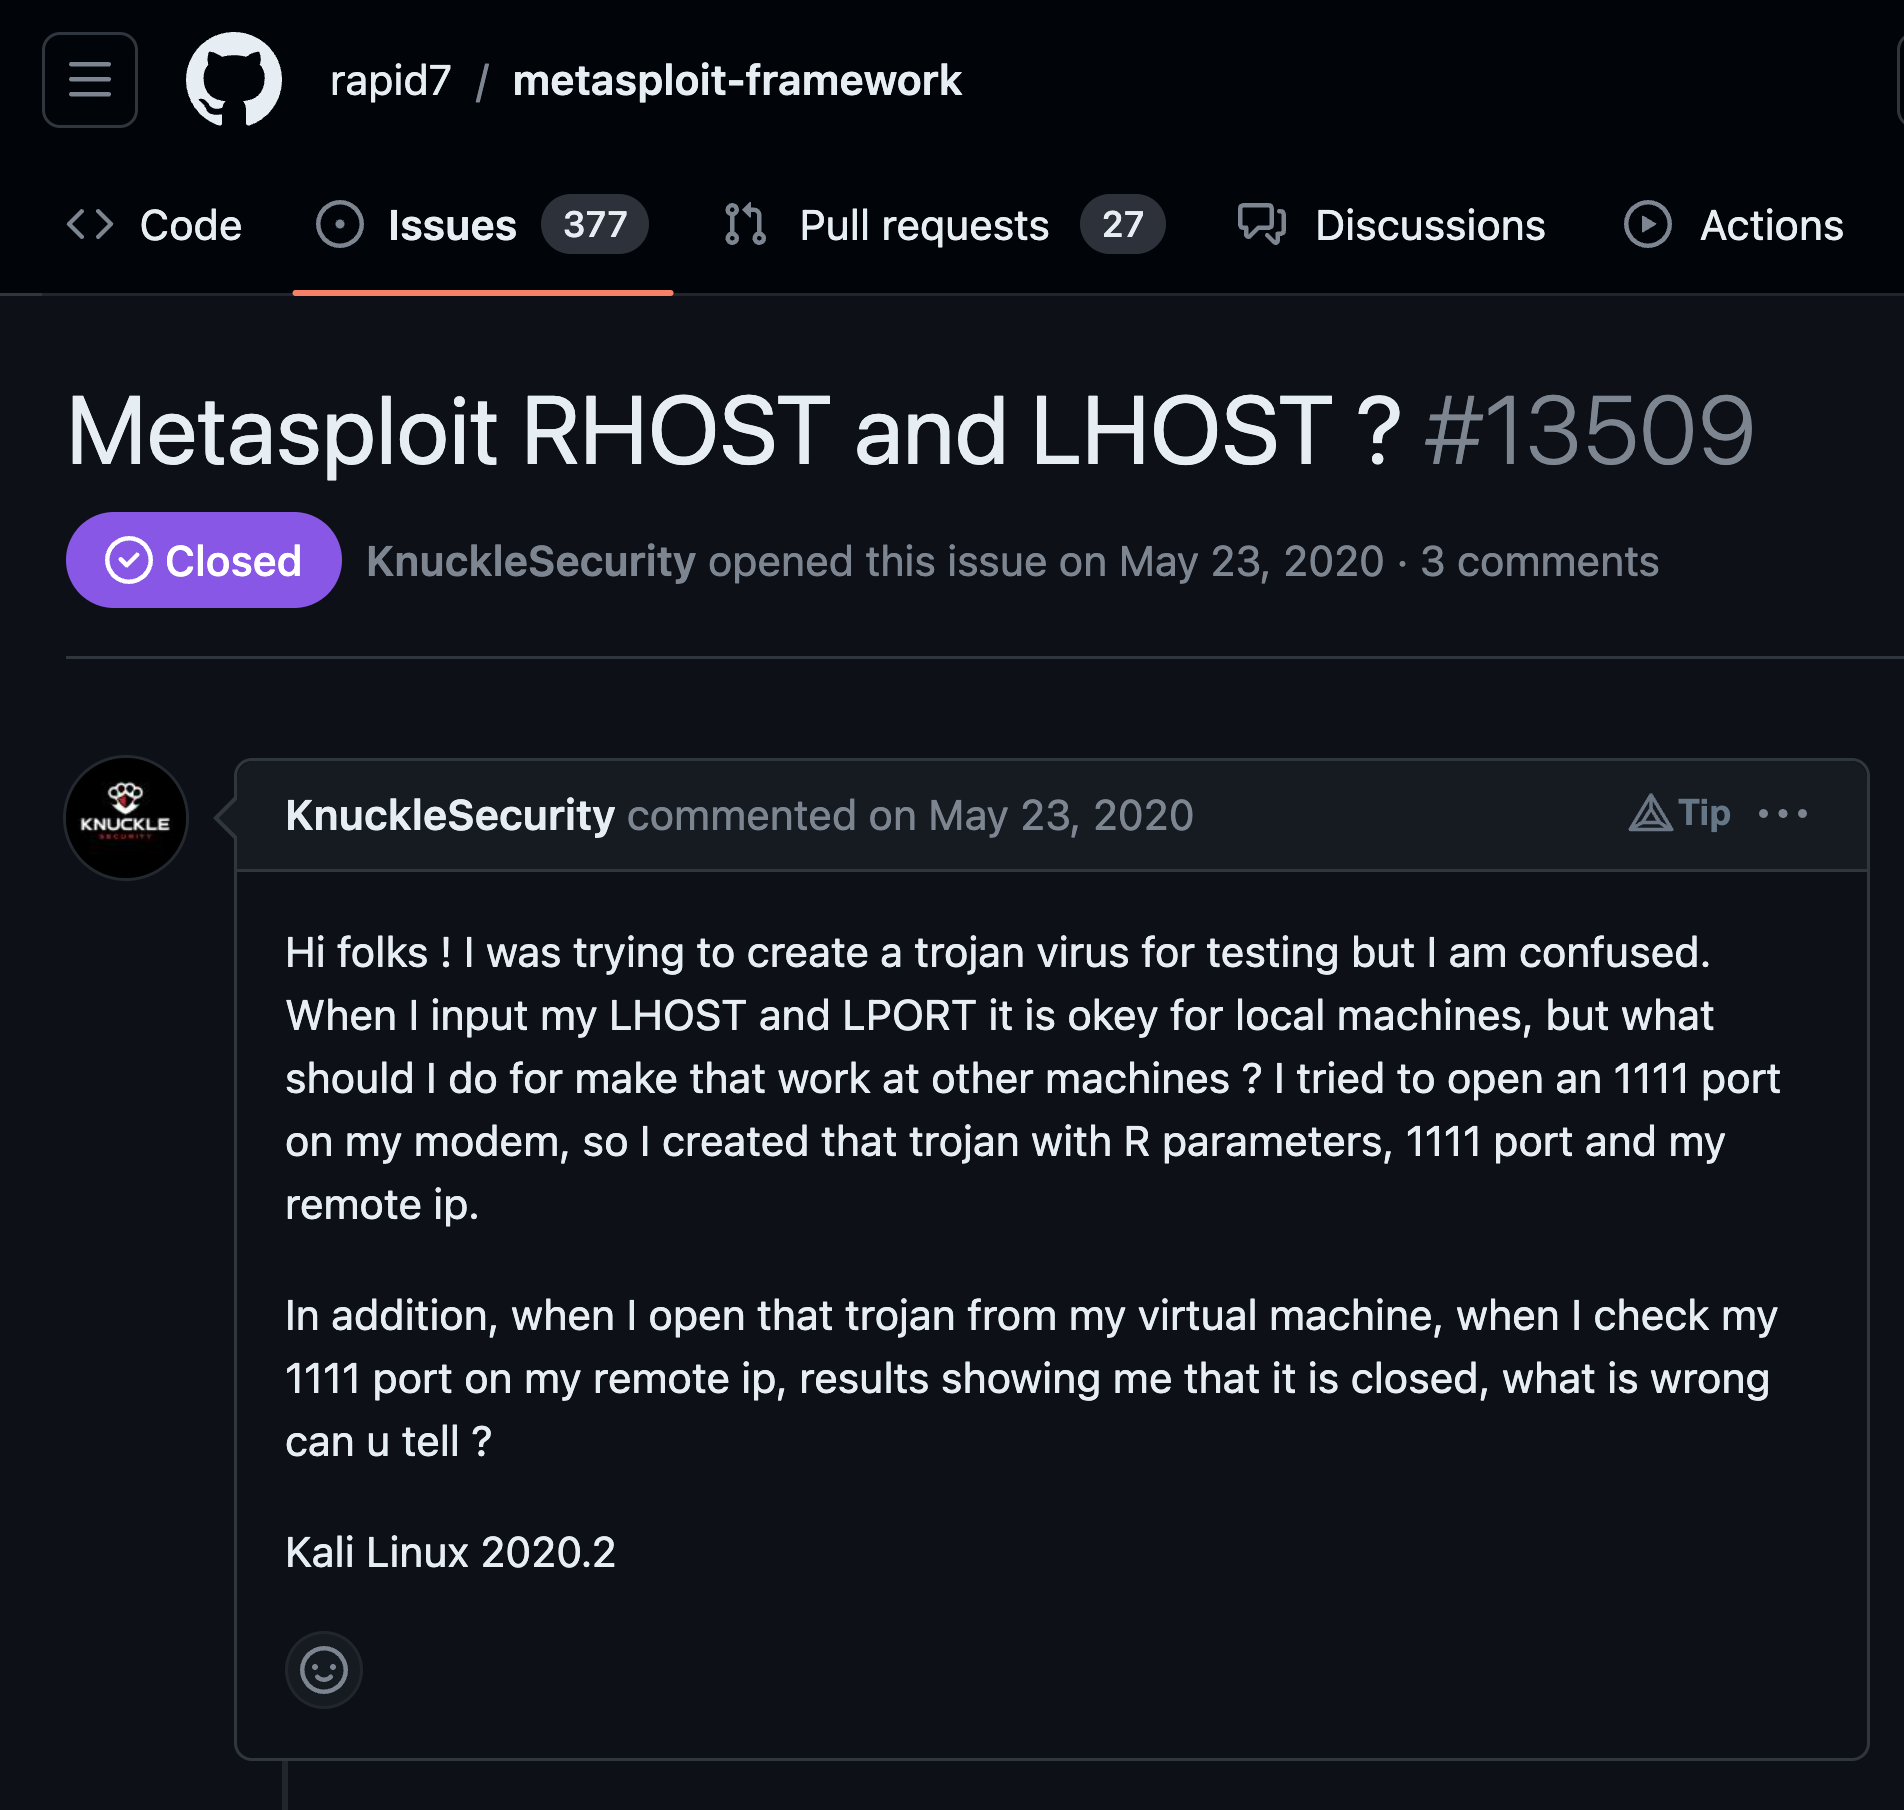 rapid7 / metasploit-framework
Code Issues 377 Pull requests 27 Discussions Actions
Metasploit RHOST and LHOST ? #13509
Closed KnuckleSecurity opened this issue on May 23, 2020 · 3 comments
KNUCKLE
SECURITY
KnuckleSecurity commented on May 23, 2020 Tip
Hi folks ! I was trying to create a trojan virus for testing but I am confused.
When I input my LHOST and LPORT it is okey for local machines, but what
should I do for make that work at other machines ? I tried to open an 1111 port
on my modem, so I created that trojan with R parameters, 1111 port and my
remote ip.
In addition, when I open that trojan from my virtual machine, when I check my
1111 port on my remote ip, results showing me that it is closed, what is wrong
can u tell ?
Kali Linux 2020.2